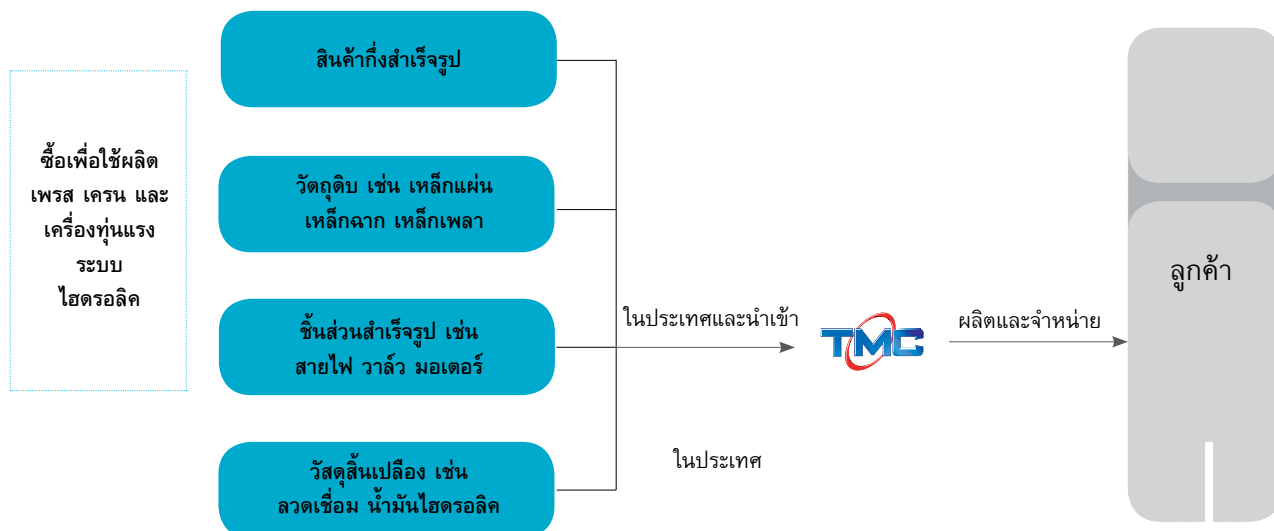 สินค้ากึ่งสำเร็จรูป
ซื้อเพื่อใช้ผลิต
เพรส เครน และ
เครื่องทุ่นแรง
ระบบ
ไฮดรอลิค
วัตถุดิบ เช่น เหล็กแผ่น
เหล็กฉาก เหล็กเพลา
ชิ้นส่วนสำเร็จรูป เช่น
สายไฟ วาล์ว มอเตอร์
วัสดุสิ้นเปลือง เช่น
ลวดเชื่อม น้ำมันไฮดรอลิค
ในประเทศและนำเข้า
ในประเทศ
TMC
ผลิตและจำหน่าย
ลูกค้า